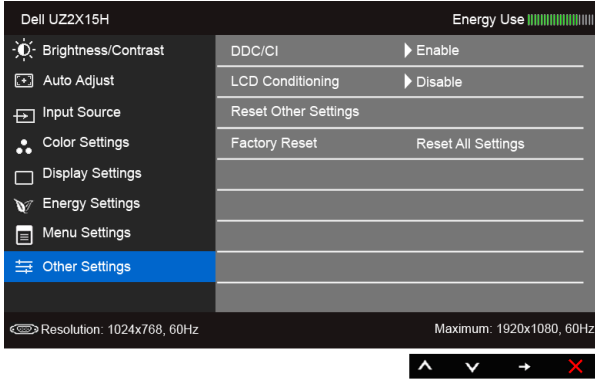 Dell UZ2X15H Energy Use
Brightness/Contrast DDC/CI Enable
Auto Adjust LCD Conditioning Disable
Input Source Reset Other Settings
Color Settings Factory Reset Reset All Settings
Display Settings
Energy Settings
Menu Settings
Other Settings
Resolution: 1024x768, 60Hz Maximum: 1920x1080, 60Hz